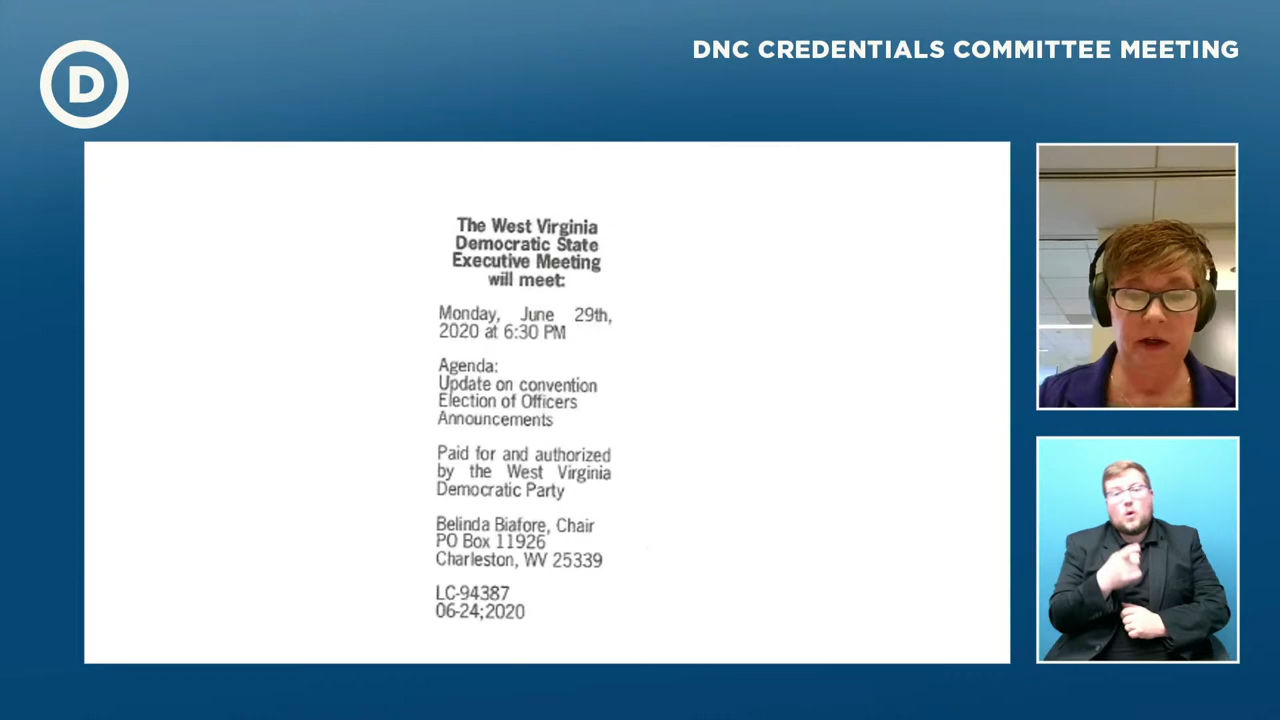 D
DNC CREDENTIALS COMMITTEE MEETING
The West Virginia
Democratic State
Executive Meeting
will meet:
Monday, June 29th,
2020 at 6:30 PM
Agenda:
Update on convention
Election of Officers
Announcements
Paid for and authorized
by the West Virginia
Democratic Party
Belinda Biafore, Chair
PO Box 11926
Charleston, WV 25339
LC-94387
06-24;2020